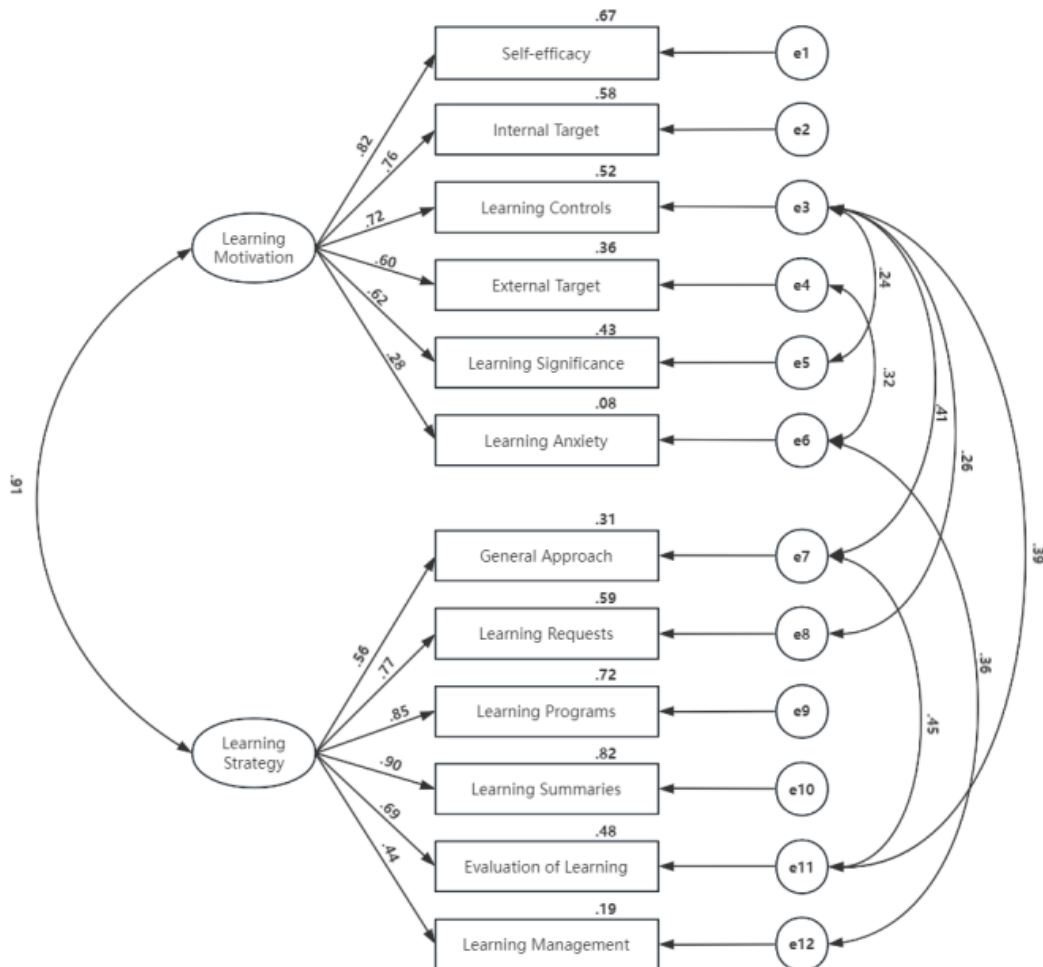 .67
Self-efficacy
e1
.58
Internal Target
e2
.82
.76
.52
Learning Controls
e3
.72
Learning
Motivation
.60
.36
External Target
e4
.24
.62
.43
Learning Significance
e5
.28
.32
.08
Learning Anxiety
e6
.41
.26
.91
.31
General Approach
e7
.39
.59
Learning Requests
e8
.56
.77
.36
.72
Learning Programs
e9
.85
.45
Learning
Strategy
.90
.82
Learning Summaries
e10
.69
.48
Evaluation of Learning
e11
.44
.19
Learning Management
e12